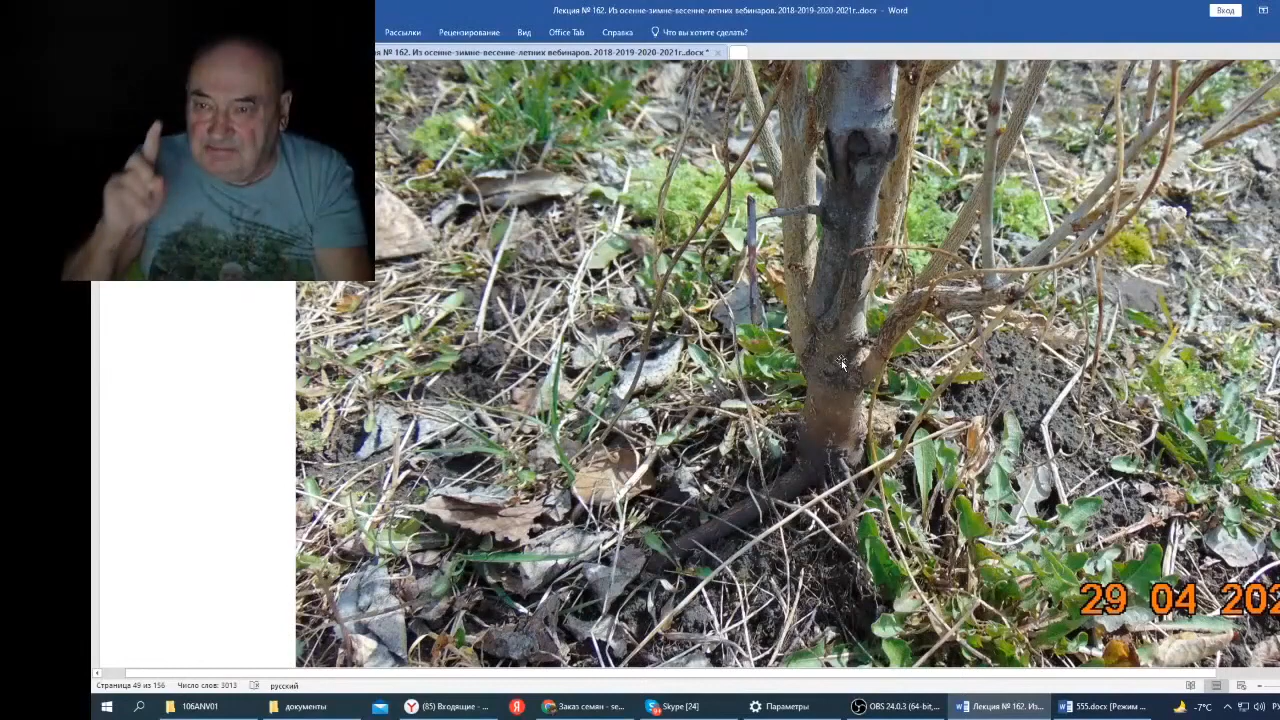 Лекция № 162. Из осенне-зимне-весенне-летних вебинаров. 2018-2019-2020-2021г..docx - Word
Вход
Рассылки Рецензирование Вид Office Tab Справка Что вы хотите сделать?
№ 162. Из осенне-зимне-весенне-летних вебинаров. 2018-2019-2020-2021г..docx *
29 04 202
Страница 49 из 156 Число слов: 3013 русский
106ANV01 документы (85) Входящие - ... Заказ семян - se... Skype [24] Параметры OBS 24.0.3 (64-bit,... Лекция № 162. Из... 555.docx [Режим ... -7°C